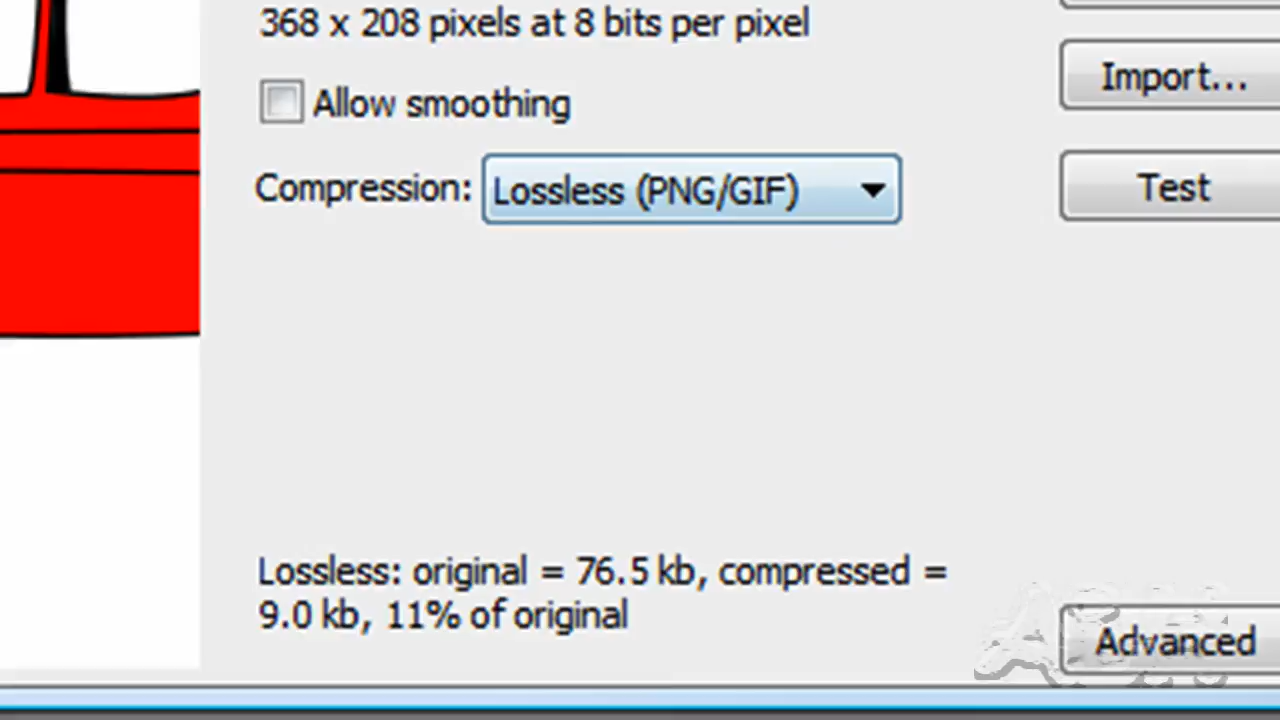 368 x 208 pixels at 8 bits per pixel
Import...
Allow smoothing
Compression: Lossless (PNG/GIF)
Test
Lossless: original = 76.5 kb, compressed =
9.0 kb, 11% of original
Advanced